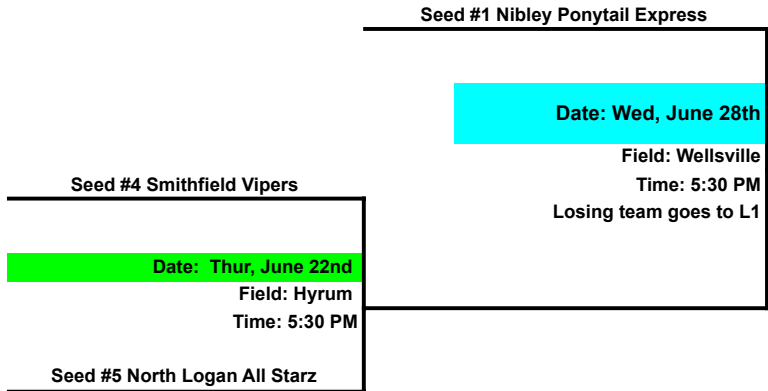 Seed #1 Nibley Ponytail Express
Date: Wed, June 28th
Field: Wellsville
Time: 5:30 PM
Losing team goes to L1
Seed #4 Smithfield Vipers
Date:  Thur, June 22nd
Field: Hyrum
Time: 5:30 PM
Seed #5 North Logan All Starz